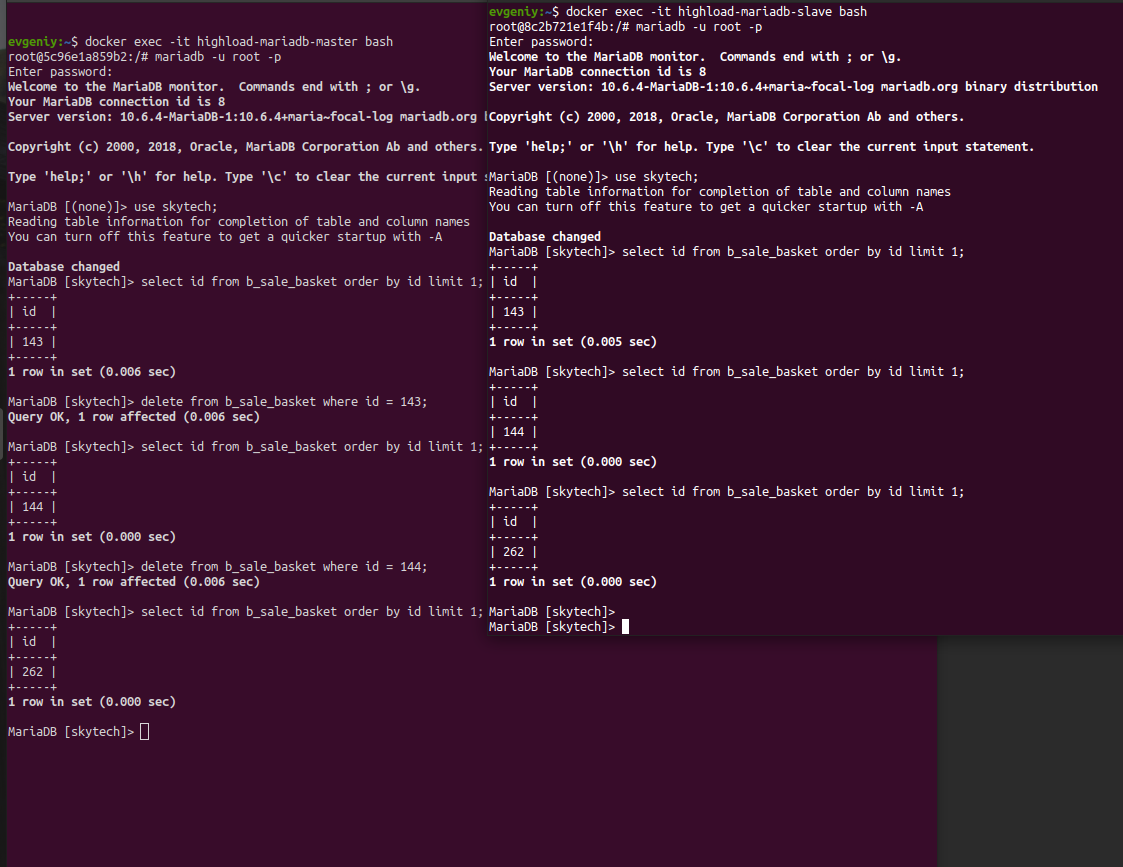 evgeniy:~$ docker exec -it highload-mariadb-master bash
root@5c96e1a859b2:/# mariadb -u root -p
Enter password:
Welcome to the MariaDB monitor.  Commands end with ; or \g.
Your MariaDB connection id is 8
Server version: 10.6.4-MariaDB-1:10.6.4+maria~focal-log mariadb.org
Copyright (c) 2000, 2018, Oracle, MariaDB Corporation Ab and others.
Type 'help;' or '\h' for help. Type '\c' to clear the current input
MariaDB [(none)]> use skytech;
Reading table information for completion of table and column names
You can turn off this feature to get a quicker startup with -A
Database changed
MariaDB [skytech]> select id from b_sale_basket order by id limit 1;
+-----+
| id  |
+-----+
| 143 |
+-----+
1 row in set (0.006 sec)
MariaDB [skytech]> delete from b_sale_basket where id = 143;
Query OK, 1 row affected (0.006 sec)
MariaDB [skytech]> select id from b_sale_basket order by id limit 1;
+-----+
| id  |
+-----+
| 144 |
+-----+
1 row in set (0.000 sec)
MariaDB [skytech]> delete from b_sale_basket where id = 144;
Query OK, 1 row affected (0.006 sec)
MariaDB [skytech]> select id from b_sale_basket order by id limit 1;
+-----+
| id  |
+-----+
| 262 |
+-----+
1 row in set (0.000 sec)
MariaDB [skytech]>
evgeniy:~$ docker exec -it highload-mariadb-slave bash
root@8c2b721e1f4b:/# mariadb -u root -p
Enter password:
Welcome to the MariaDB monitor.  Commands end with ; or \g.
Your MariaDB connection id is 8
Server version: 10.6.4-MariaDB-1:10.6.4+maria~focal-log mariadb.org binary distribution
Copyright (c) 2000, 2018, Oracle, MariaDB Corporation Ab and others.
Type 'help;' or '\h' for help. Type '\c' to clear the current input statement.
MariaDB [(none)]> use skytech;
Reading table information for completion of table and column names
You can turn off this feature to get a quicker startup with -A
Database changed
MariaDB [skytech]> select id from b_sale_basket order by id limit 1;
+-----+
| id  |
+-----+
| 143 |
+-----+
1 row in set (0.005 sec)
MariaDB [skytech]> select id from b_sale_basket order by id limit 1;
+-----+
| id  |
+-----+
| 144 |
+-----+
1 row in set (0.000 sec)
MariaDB [skytech]> select id from b_sale_basket order by id limit 1;
+-----+
| id  |
+-----+
| 262 |
+-----+
1 row in set (0.000 sec)
MariaDB [skytech]>
MariaDB [skytech]>